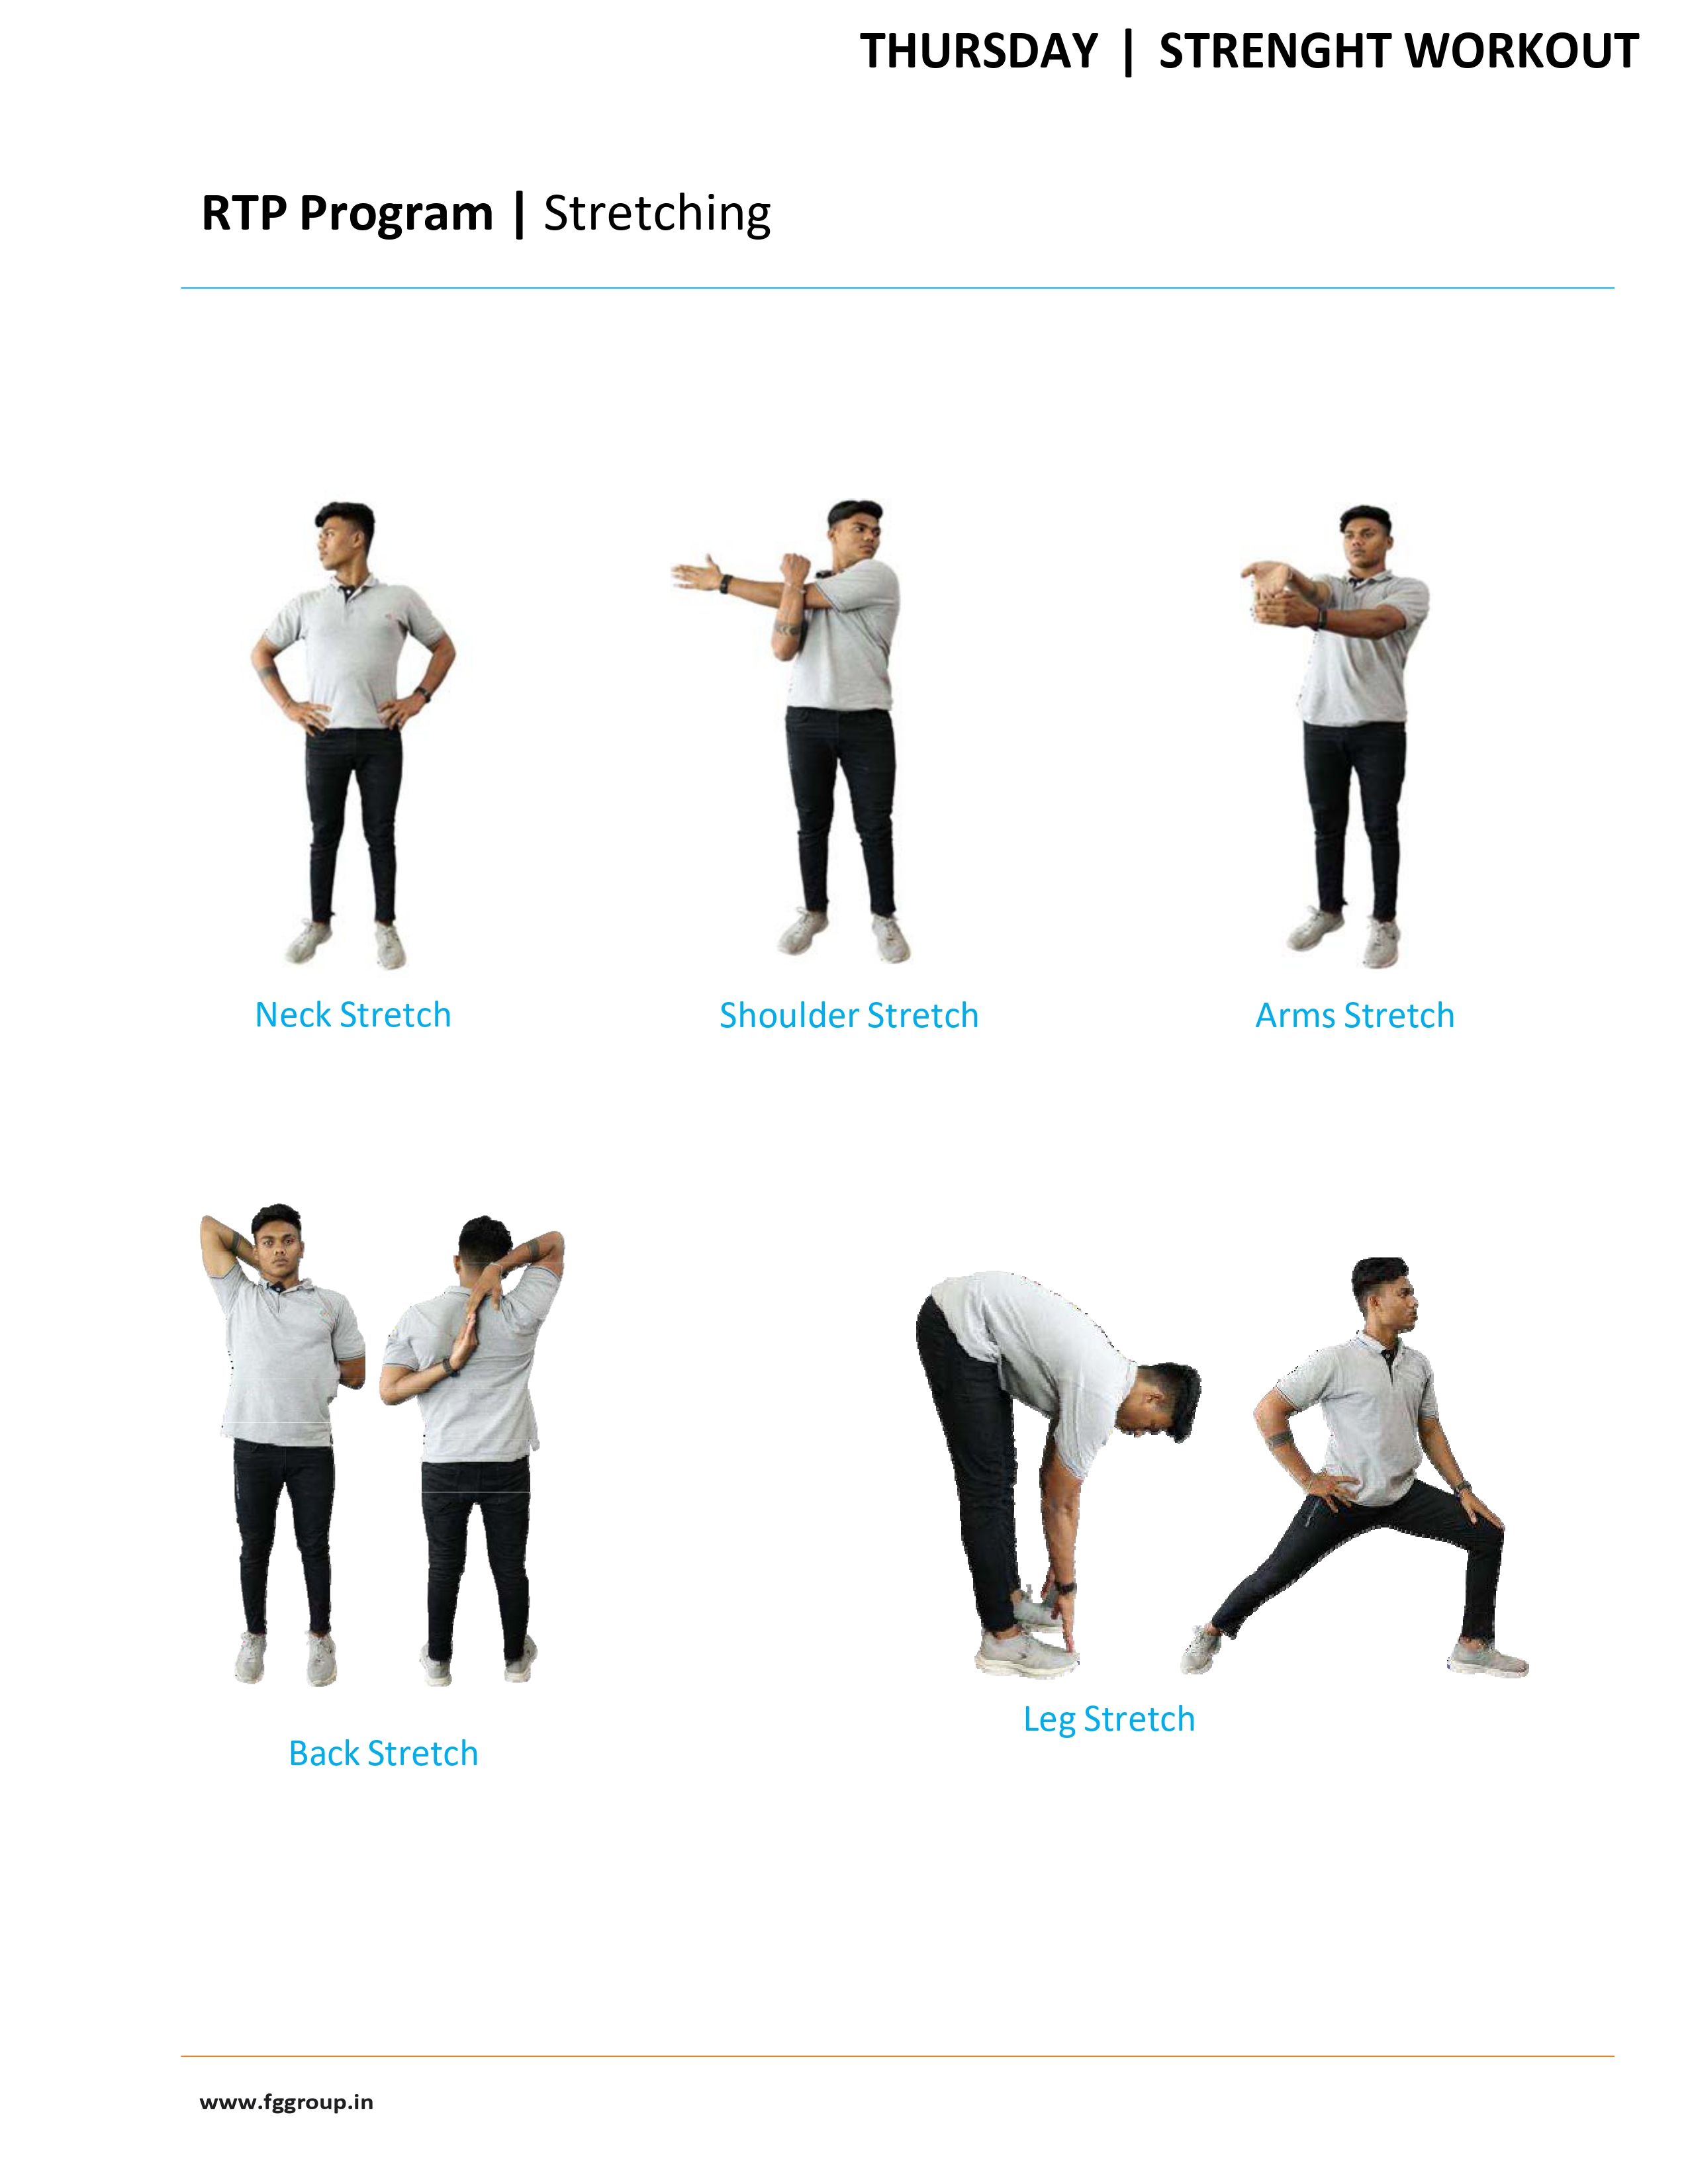 THURSDAY | STRENGHT WORKOUT
RTP Program | Stretching
Neck Stretch
Shoulder Stretch
Arms Stretch
Back Stretch
Leg Stretch
www.fggroup.in